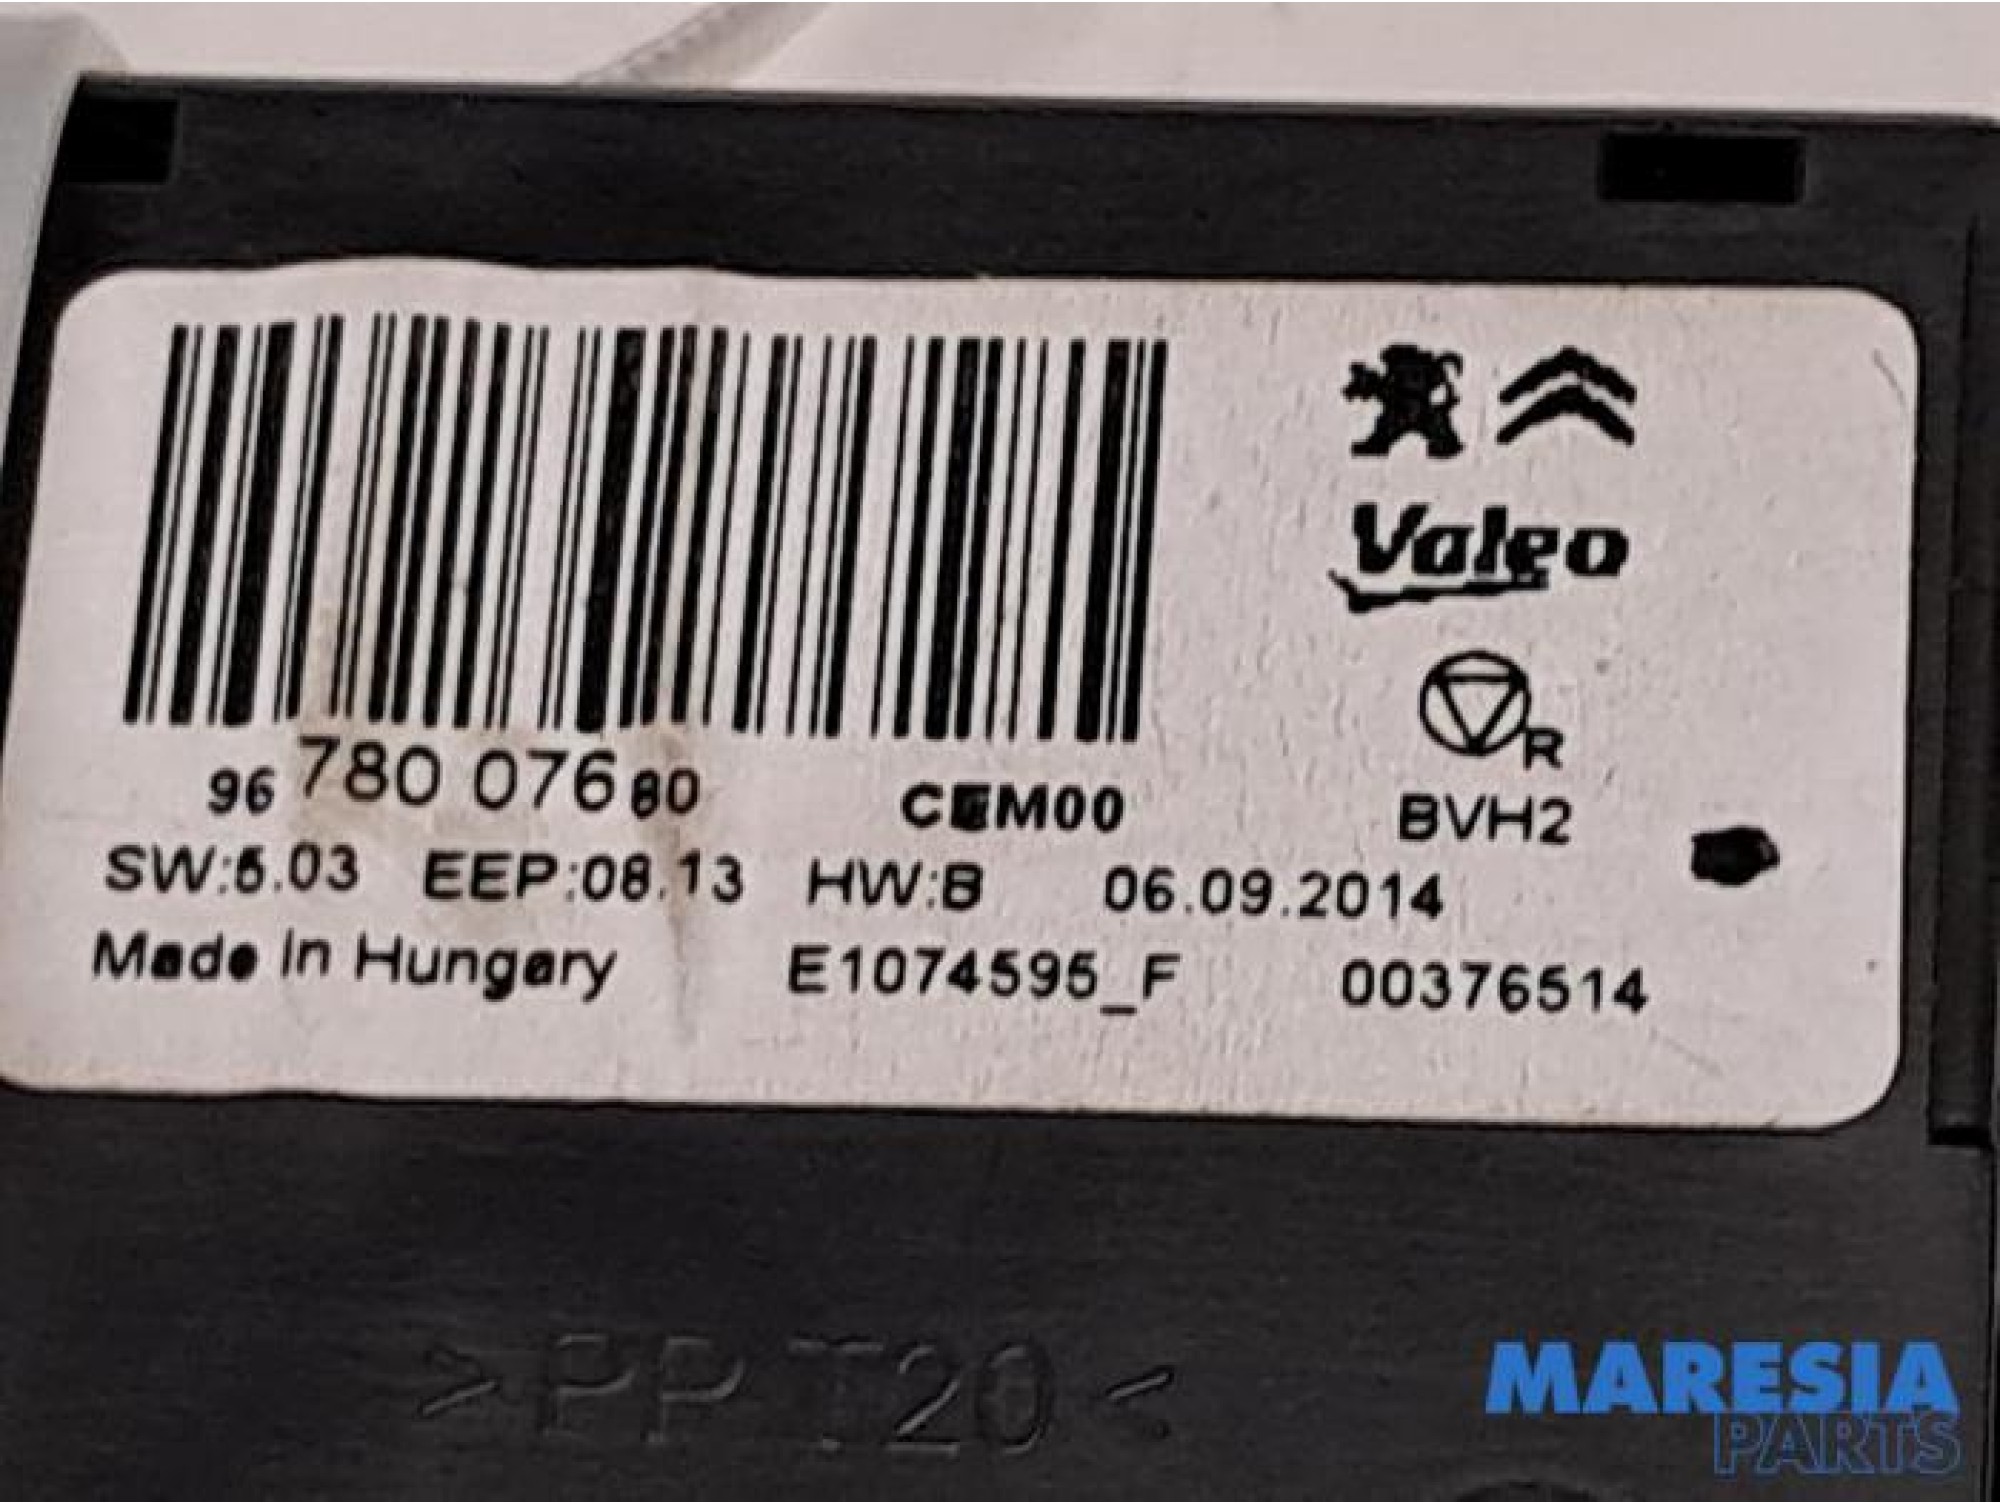 Valeo
R
BVH2
96 780 076 80 CEM00
SW:5.03 EEP:08.13 HW:B 06.09.2014
Made in Hungary E1074595_F 00376514
>PP T20<
MARESIA
PARTS